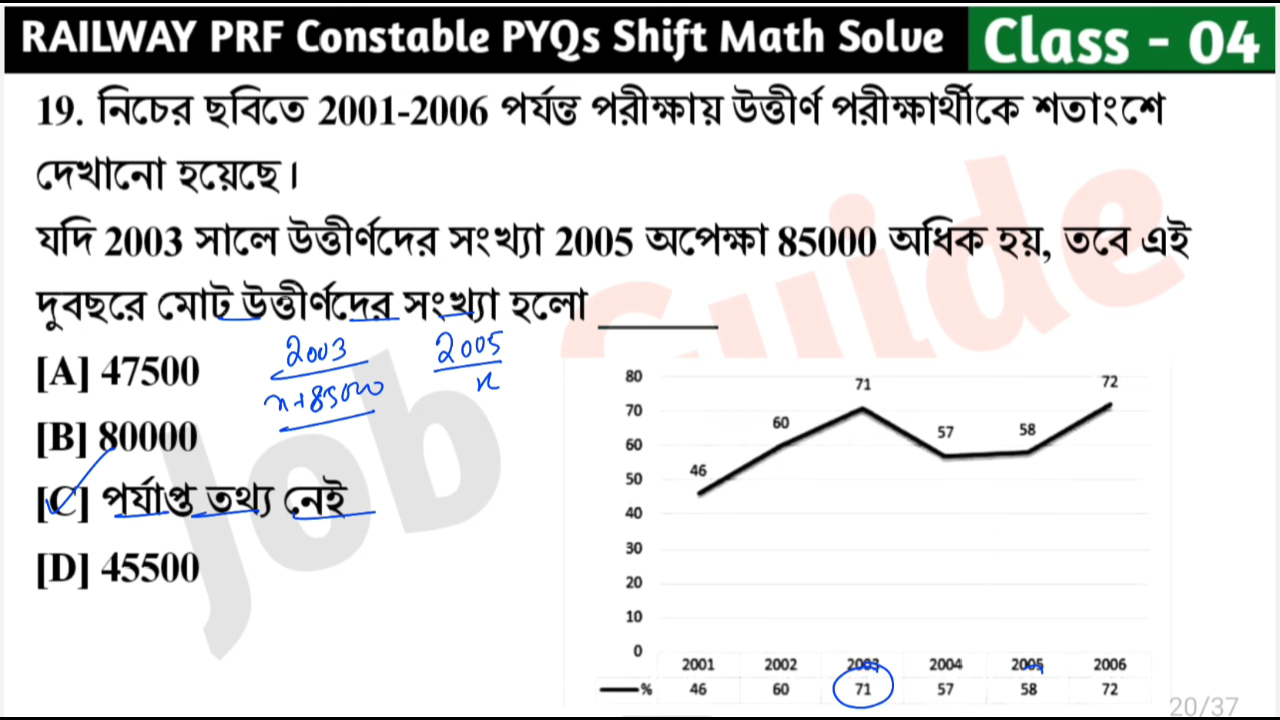 RAILWAY PRF Constable PYQs Shift Math Solve Class - 04
19. নিচের ছবিতে 2001-2006 পর্যন্ত পরীক্ষায় উত্তীর্ণ পরীক্ষার্থীকে শতাংশে
দেখানো হয়েছে।
যদি 2003 সালে উত্তীর্ণদের সংখ্যা 2005 অপেক্ষা 85000 অধিক হয়, তবে এই
দুবছরে মোট উত্তীর্ণদের সংখ্যা হলো ________
[A] 47500
2003 2005
x+85000 x
[B] 80000
[C] পর্যাপ্ত তথ্য নেই
[D] 45500
80
70
60
50
40
30
20
10
0
46 60 71 57 58 72
2001 2002 2003 2004 2005 2006
% 46 60 71 57 58 72
Job Guide
20/37